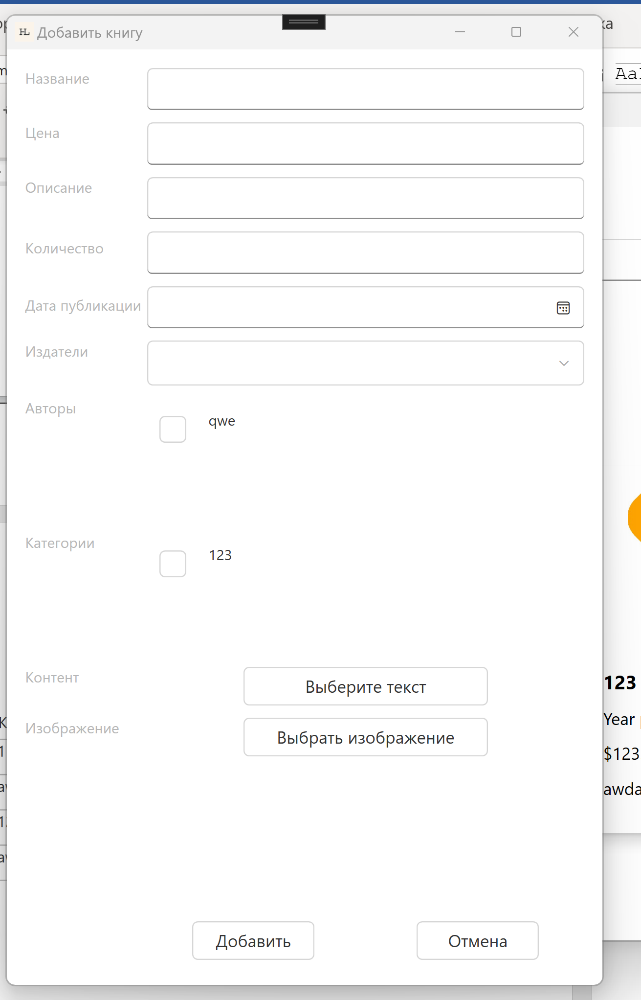 HL Добавить книгу
Название
Цена
Описание
Количество
Дата публикации
Издатели
Авторы
qwe
Категории
123
Контент
Выберите текст
Изображение
Выбрать изображение
Добавить
Отмена
ка
Aa
123
Year
$123
awda